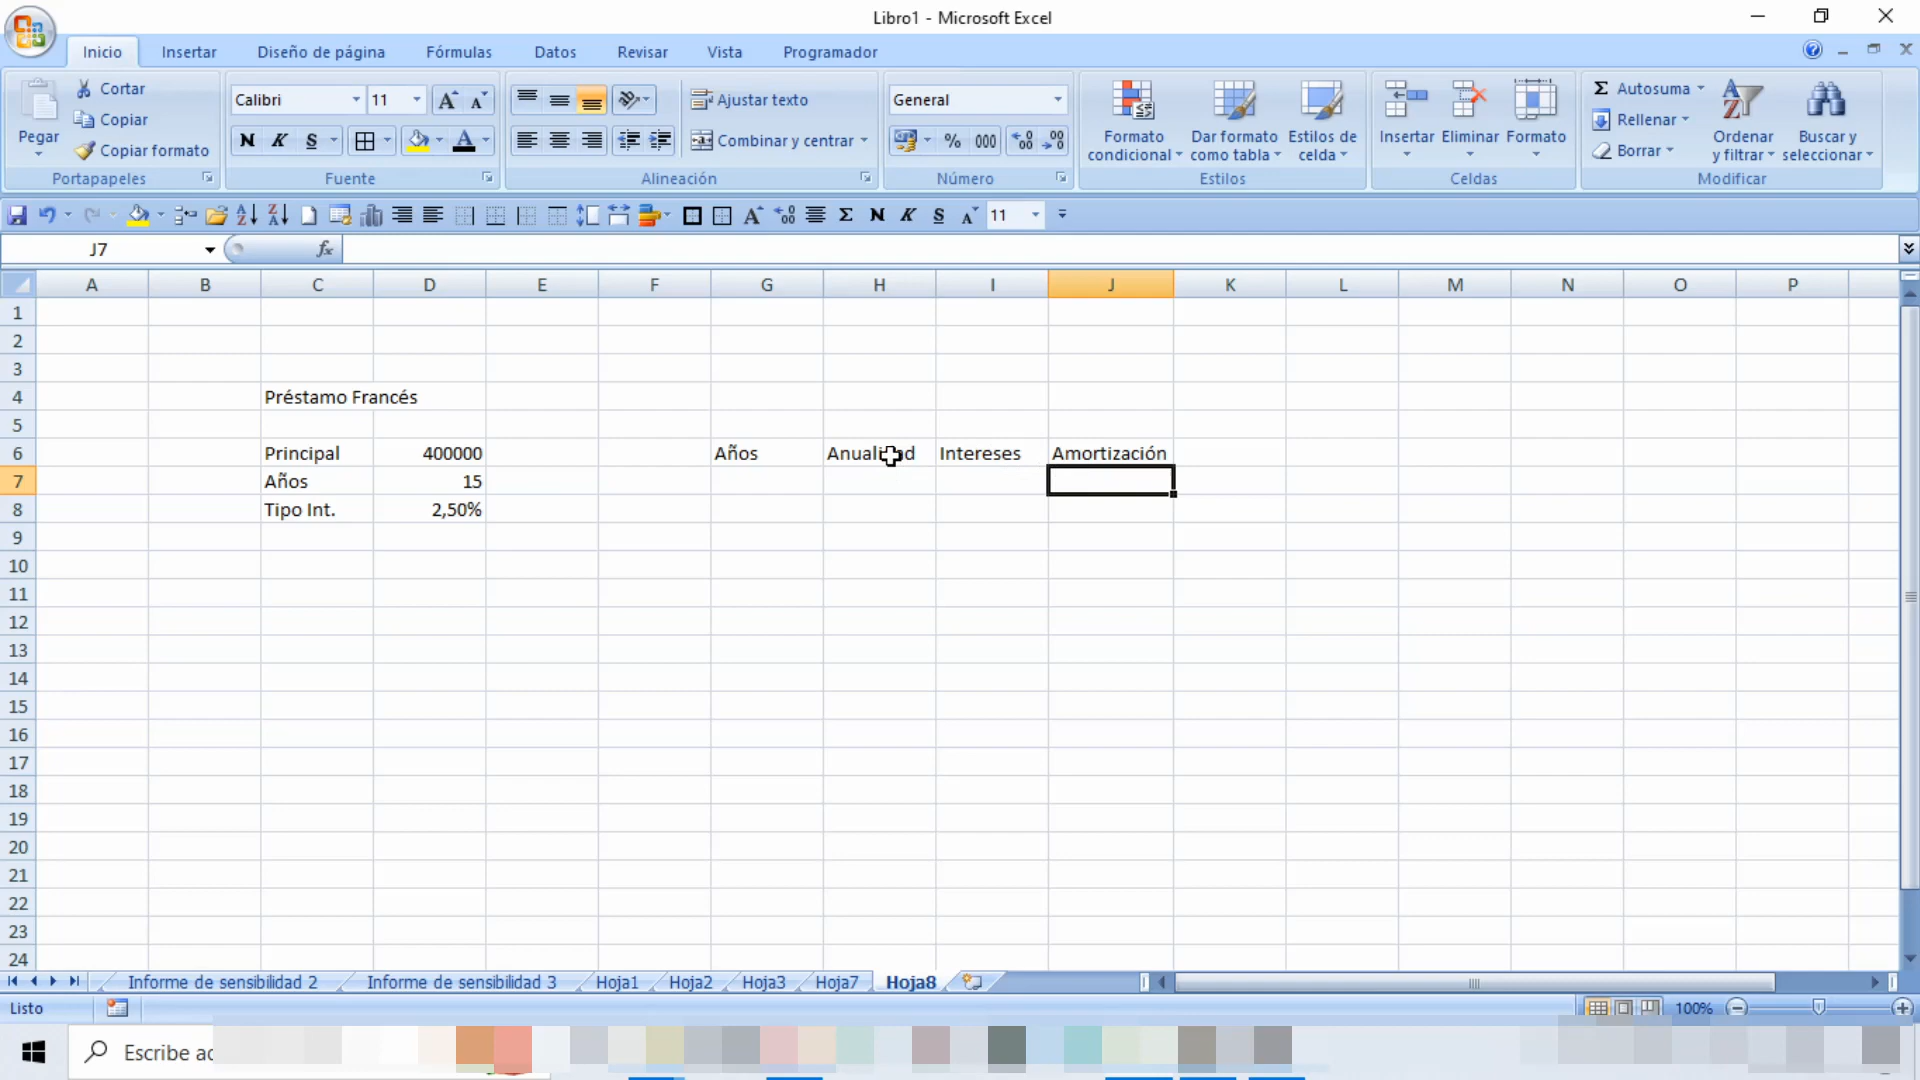 Libro1 - Microsoft Excel
Inicio Insertar Diseño de página Fórmulas Datos Revisar Vista Programador
Pegar
Cortar
Copiar
Copiar formato
Portapapeles
Calibri 11
N K S
Fuente
Ajustar texto
Combinar y centrar
Alineación
General
% 000
Número
Formato condicional
Dar formato como tabla
Estilos de celda
Estilos
Insertar Eliminar Formato
Celdas
Autosuma
Rellenar
Borrar
Ordenar y filtrar
Buscar y seleccionar
Modificar
N K S 11
J7 fx
A B C D E F G H I J K L M N O P
1
2
3
4 Préstamo Francés
5
6 Principal 400000 Años Anualidad Intereses Amortización
7 Años 15
8 Tipo Int. 2,50%
9
10
11
12
13
14
15
16
17
18
19
20
21
22
23
24
Informe de sensibilidad 2 Informe de sensibilidad 3 Hoja1 Hoja2 Hoja3 Hoja7 Hoja8
Listo 100%
Escribe